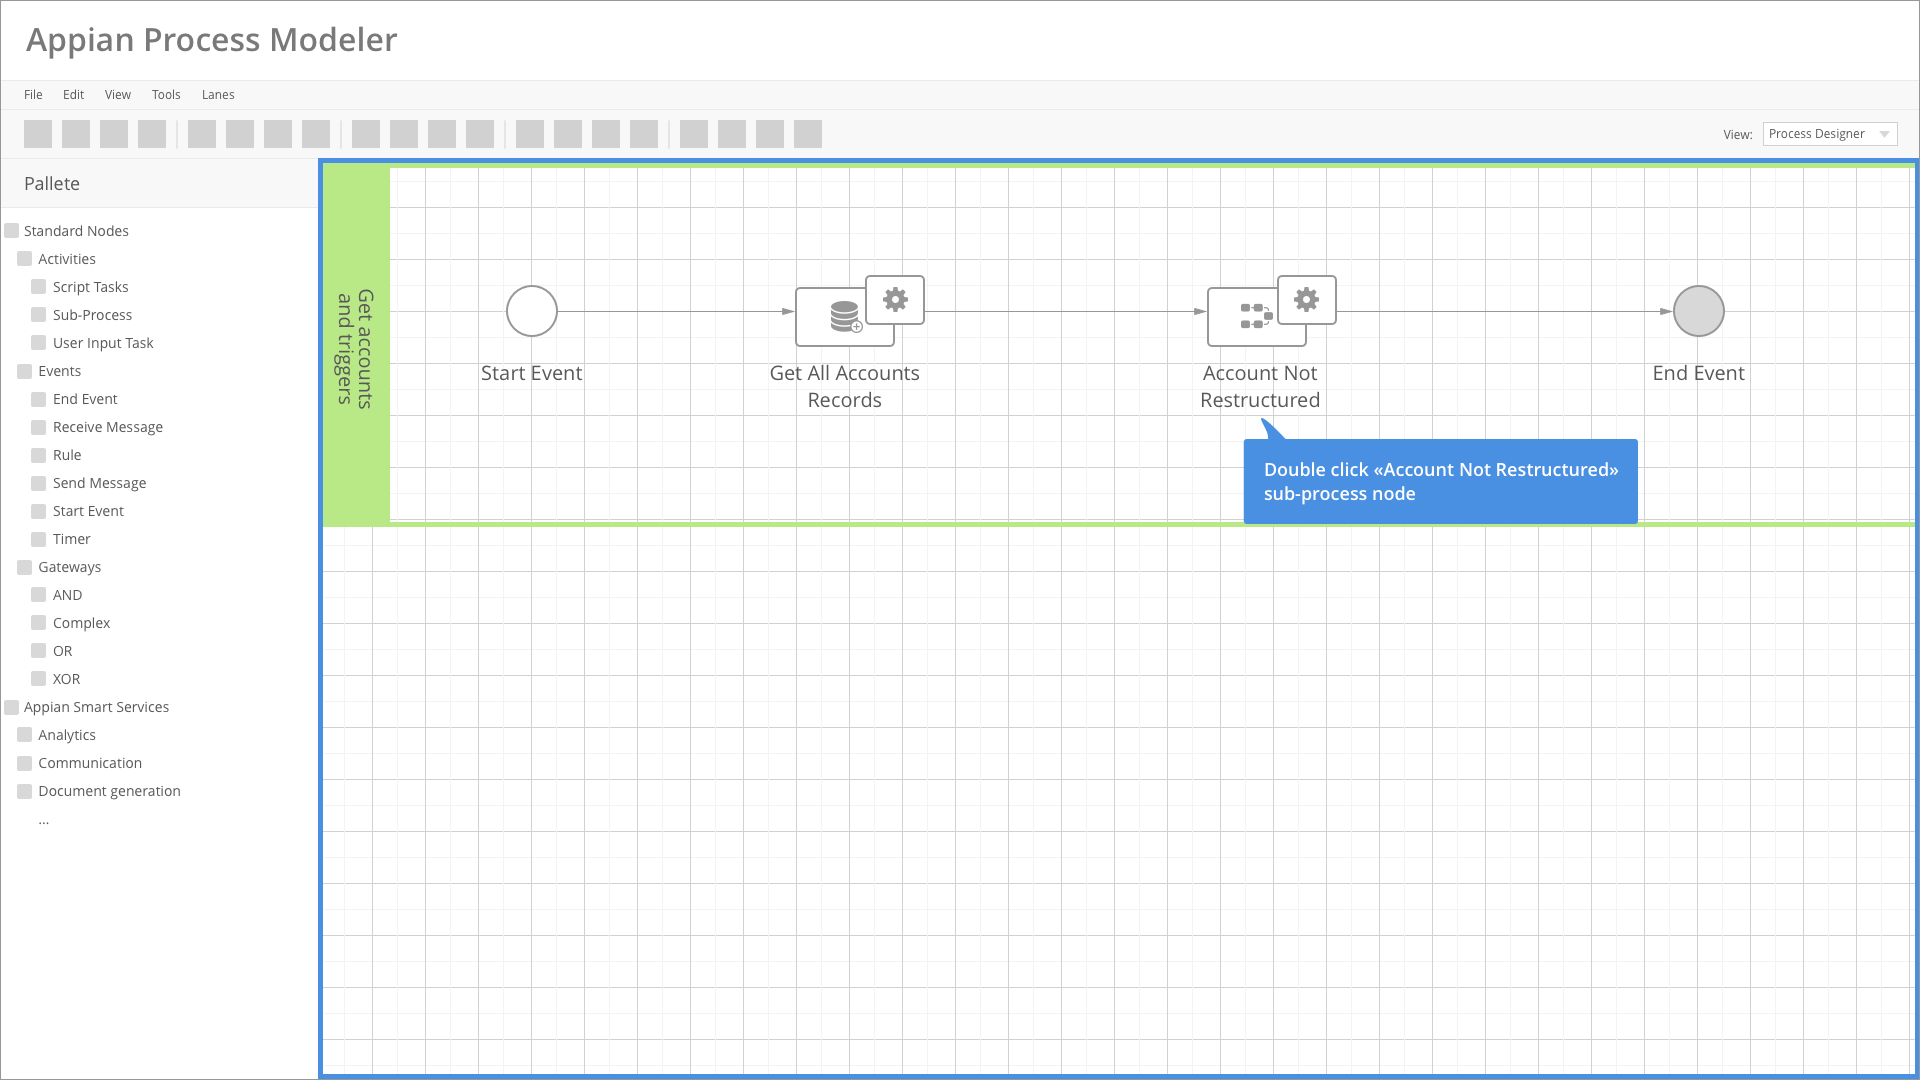 Appian Process Modeler
File Edit View Tools Lanes
View: Process Designer
Pallete
Standard Nodes
Activities
Script Tasks
Sub-Process
User Input Task
Events
End Event
Receive Message
Rule
Send Message
Start Event
Timer
Gateways
AND
Complex
OR
XOR
Appian Smart Services
Analytics
Communication
Document generation
...
Get accounts
and triggers
Start Event
Get All Accounts
Records
Account Not
Restructured
End Event
Double click «Account Not Restructured»
sub-process node